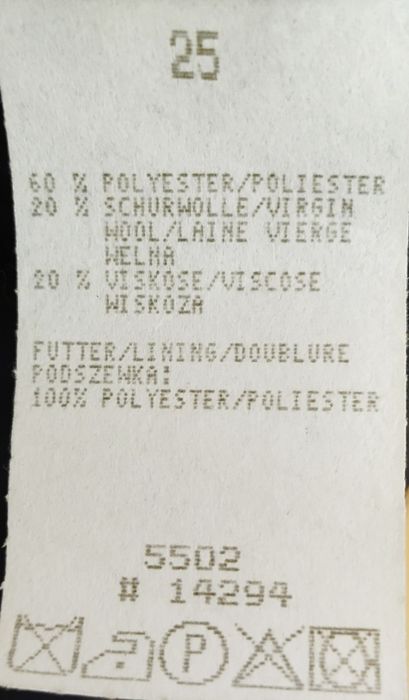 25
60 % POLYESTER/POLIESTER
20 % SCHURWOLLE/VIRGIN
WOOL/LAINE VIERGE
WELNA
20 % VISKOSE/VISCOSE
WISKOZA
FUTTER/LINING/DOUBLURE
PODSZEWKA:
100% POLYESTER/POLIESTER
5502
# 14294
P